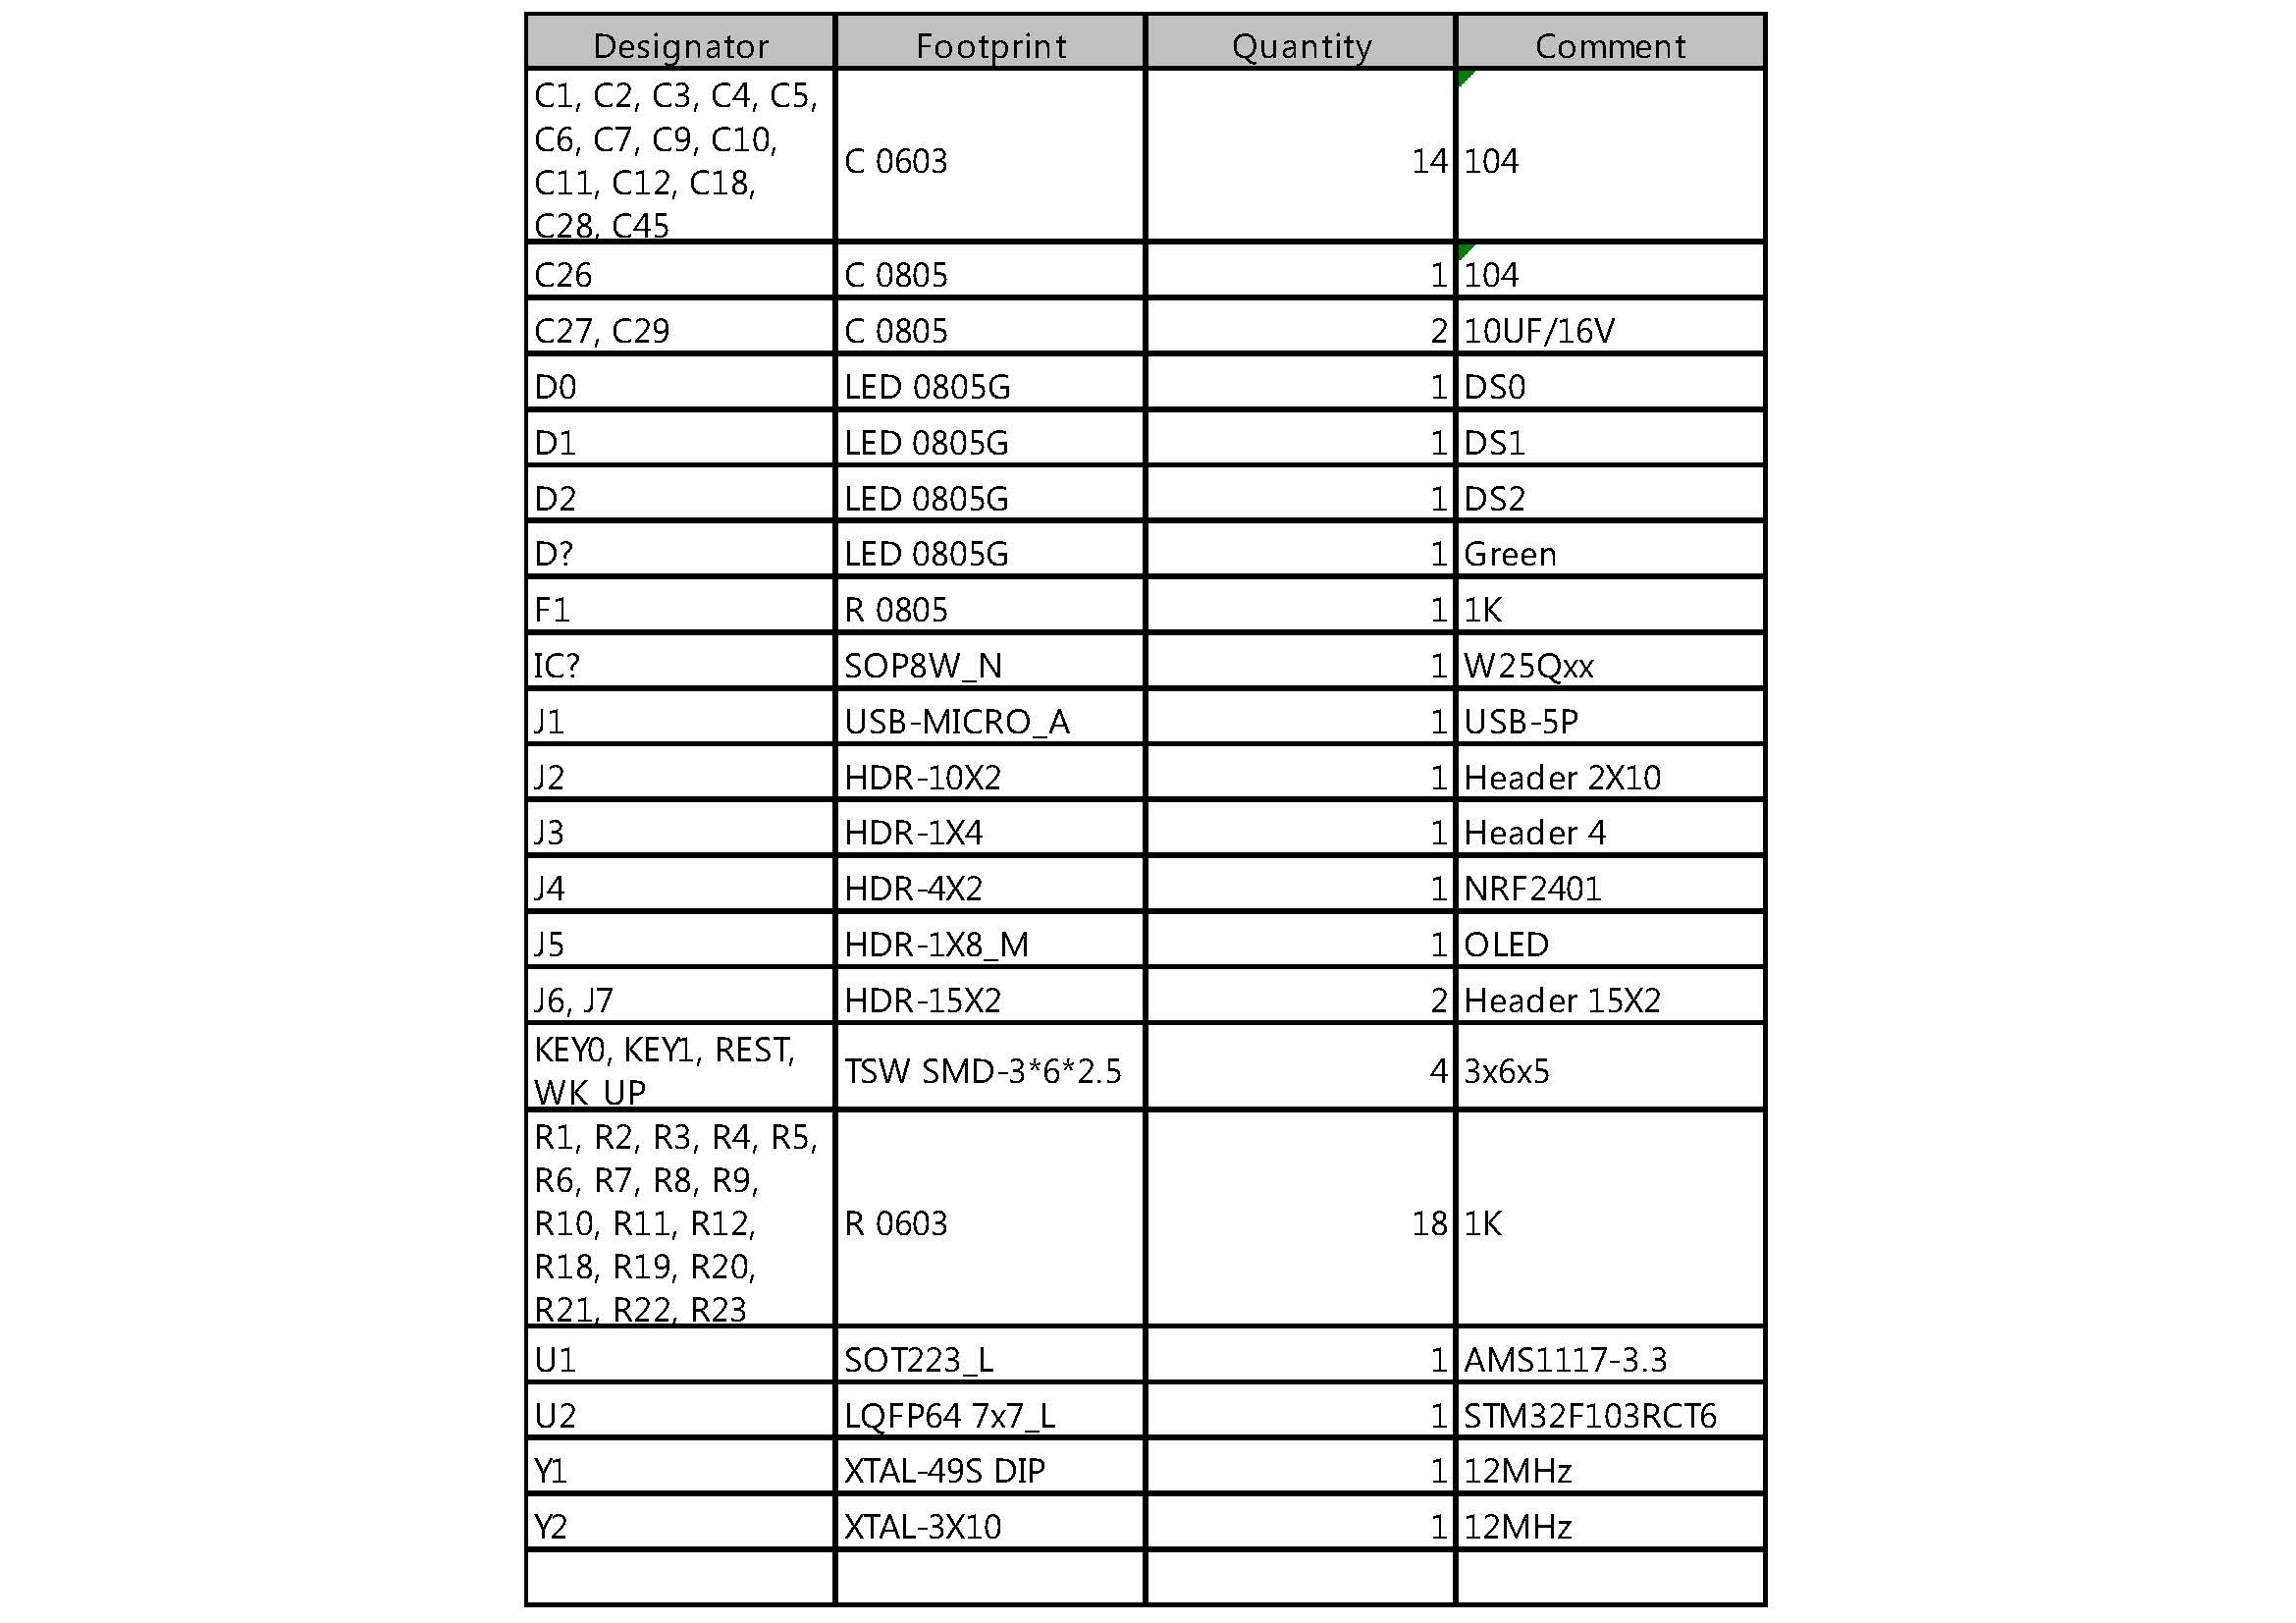 Designator Footprint Quantity Comment
C1, C2, C3, C4, C5,
C6, C7, C9, C10,
C11, C12, C18,
C28, C45
C 0603 14 104
C26 C 0805 1 104
C27, C29 C 0805 2 10UF/16V
D0 LED 0805G 1 DS0
D1 LED 0805G 1 DS1
D2 LED 0805G 1 DS2
D? LED 0805G 1 Green
F1 R 0805 1 1K
IC? SOP8W_N 1 W25Qxx
J1 USB-MICRO_A 1 USB-5P
J2 HDR-10X2 1 Header 2X10
J3 HDR-1X4 1 Header 4
J4 HDR-4X2 1 NRF2401
J5 HDR-1X8_M 1 OLED
J6, J7 HDR-15X2 2 Header 15X2
KEY0, KEY1, REST,
WK_UP
TSW SMD-3*6*2.5 4 3x6x5
R1, R2, R3, R4, R5,
R6, R7, R8, R9,
R10, R11, R12,
R18, R19, R20,
R21, R22, R23
R 0603 18 1K
U1 SOT223_L 1 AMS1117-3.3
U2 LQFP64 7x7_L 1 STM32F103RCT6
Y1 XTAL-49S DIP 1 12MHz
Y2 XTAL-3X10 1 12MHz